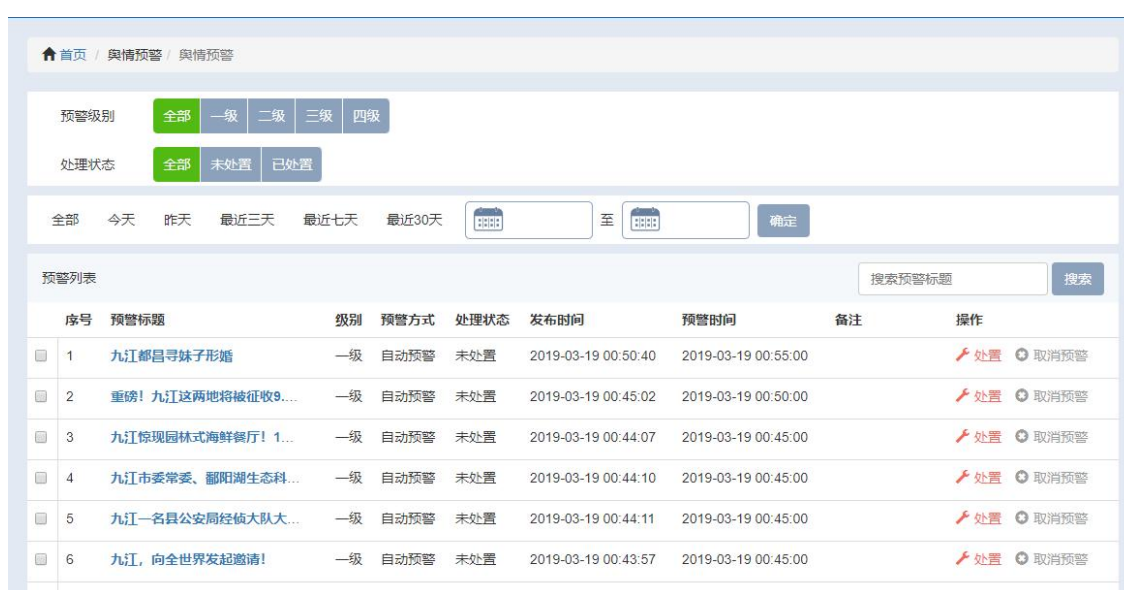 首页 / 舆情预警 / 舆情预警
预警级别 全部 一级 二级 三级 四级
处理状态 全部 未处置 已处置
全部 今天 昨天 最近三天 最近七天 最近30天 至 确定
预警列表 搜索预警标题 搜索
序号 预警标题 级别 预警方式 处理状态 发布时间 预警时间 备注 操作
1 九江都昌寻妹子形婚 一级 自动预警 未处置 2019-03-19 00:50:40 2019-03-19 00:55:00 处置 取消预警
2 重磅！九江这两地将被征收9.... 一级 自动预警 未处置 2019-03-19 00:45:02 2019-03-19 00:50:00 处置 取消预警
3 九江惊现园林式海鲜餐厅！1... 一级 自动预警 未处置 2019-03-19 00:44:07 2019-03-19 00:45:00 处置 取消预警
4 九江市委常委、鄱阳湖生态科... 一级 自动预警 未处置 2019-03-19 00:44:10 2019-03-19 00:45:00 处置 取消预警
5 九江一名县公安局经侦大队大... 一级 自动预警 未处置 2019-03-19 00:44:11 2019-03-19 00:45:00 处置 取消预警
6 九江，向全世界发起邀请！ 一级 自动预警 未处置 2019-03-19 00:43:57 2019-03-19 00:45:00 处置 取消预警